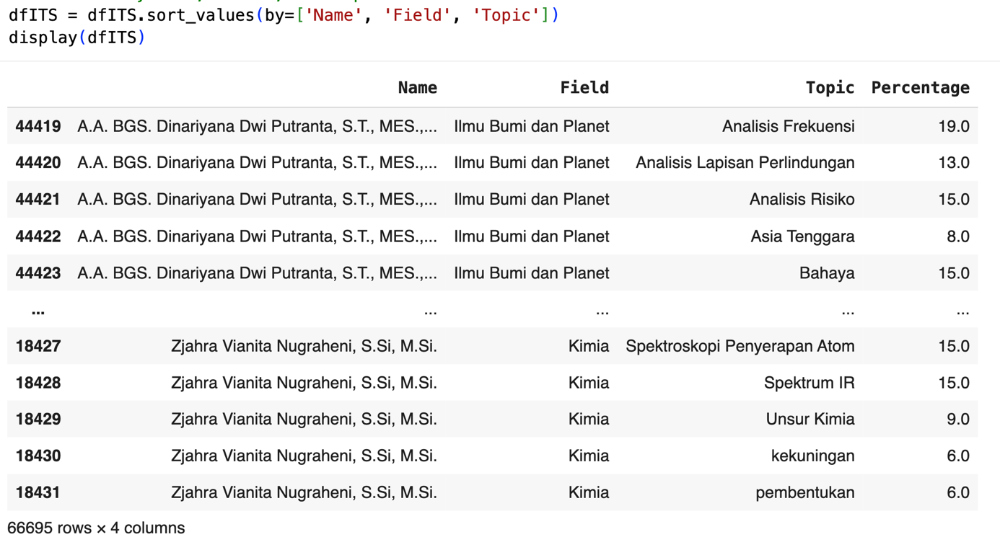 dfITS = dfITS.sort_values(by=['Name', 'Field', 'Topic'])
display(dfITS)
Name Field Topic Percentage
44419 A.A. BGS. Dinariyana Dwi Putranta, S.T., MES.,... Ilmu Bumi dan Planet Analisis Frekuensi 19.0
44420 A.A. BGS. Dinariyana Dwi Putranta, S.T., MES.,... Ilmu Bumi dan Planet Analisis Lapisan Perlindungan 13.0
44421 A.A. BGS. Dinariyana Dwi Putranta, S.T., MES.,... Ilmu Bumi dan Planet Analisis Risiko 15.0
44422 A.A. BGS. Dinariyana Dwi Putranta, S.T., MES.,... Ilmu Bumi dan Planet Asia Tenggara 8.0
44423 A.A. BGS. Dinariyana Dwi Putranta, S.T., MES.,... Ilmu Bumi dan Planet Bahaya 15.0
... ... ... ... ...
18427 Zjahra Vianita Nugraheni, S.Si, M.Si. Kimia Spektroskopi Penyerapan Atom 15.0
18428 Zjahra Vianita Nugraheni, S.Si, M.Si. Kimia Spektrum IR 15.0
18429 Zjahra Vianita Nugraheni, S.Si, M.Si. Kimia Unsur Kimia 9.0
18430 Zjahra Vianita Nugraheni, S.Si, M.Si. Kimia kekuningan 6.0
18431 Zjahra Vianita Nugraheni, S.Si, M.Si. Kimia pembentukan 6.0
66695 rows × 4 columns